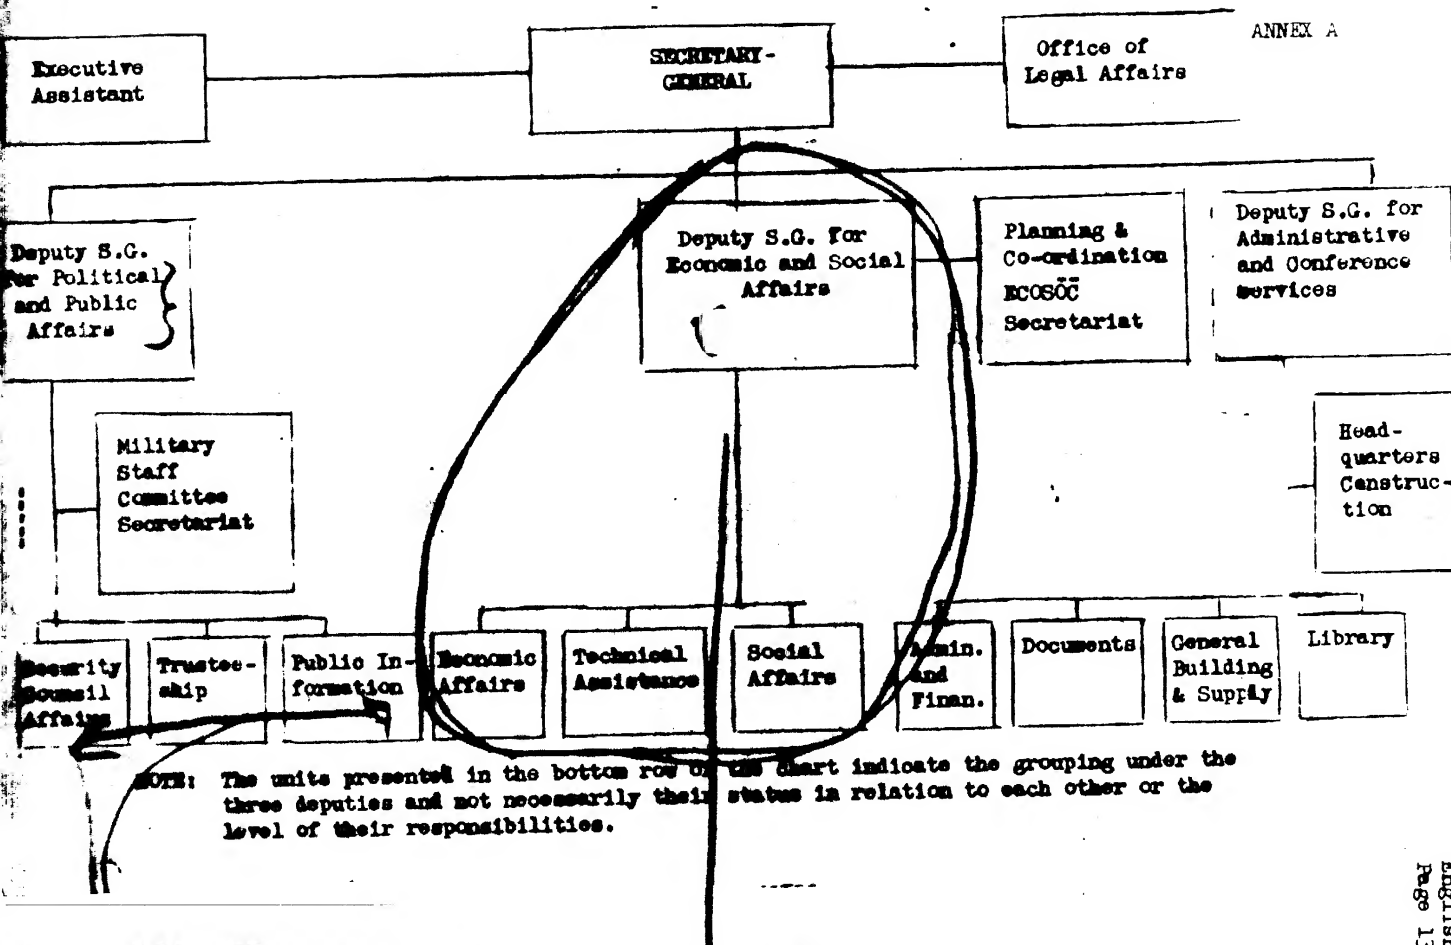 ANNEX A
Executive
Assistant
SECRETARY-
GENERAL
Office of
Legal Affairs
Deputy S.G.
for Political
and Public
Affairs
Deputy S.G. for
Economic and Social
Affairs
Planning &
Co-ordination
ECOSOC
Secretariat
Deputy S.G. for
Administrative
and Conference
services
Military
Staff
Committee
Secretariat
Head-
quarters
Construc-
tion
Security
Council
Affairs
Trustee-
ship
Public In-
formation
Economic
Affairs
Technical
Assistance
Social
Affairs
Admin.
and
Finan.
Documents
General
Building
& Supply
Library
NOTE: The units presented in the bottom row of the chart indicate the grouping under the
three deputies and not necessarily their status in relation to each other or the
level of their responsibilities.
Page 13